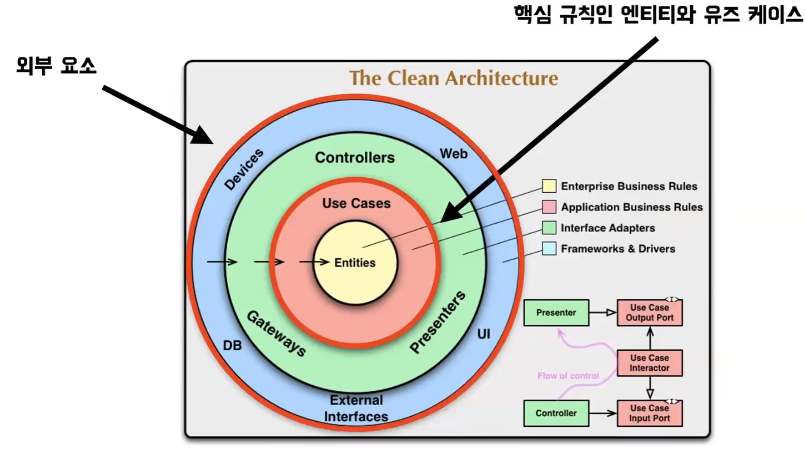 핵심 규칙인 엔티티와 유즈 케이스
외부 요소
The Clean Architecture
Devices
Web
Controllers
Use Cases
Entities
Gateways
Presenters
DB
UI
External
Interfaces
Enterprise Business Rules
Application Business Rules
Interface Adapters
Frameworks & Drivers
Presenter
Use Case
Output Port
<I>
Flow of control
Use Case
Interactor
Controller
Use Case
Input Port
<I>